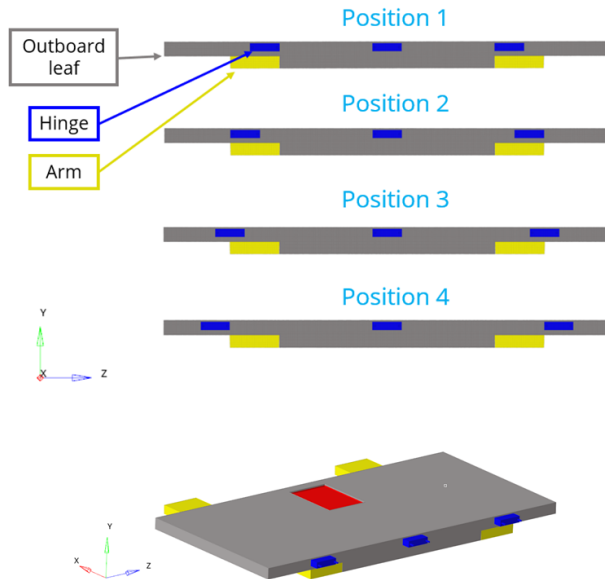 Position 1
Outboard
leaf
Hinge
Position 2
Arm
Position 3
Position 4
Y
X
Z
Y
X
Z